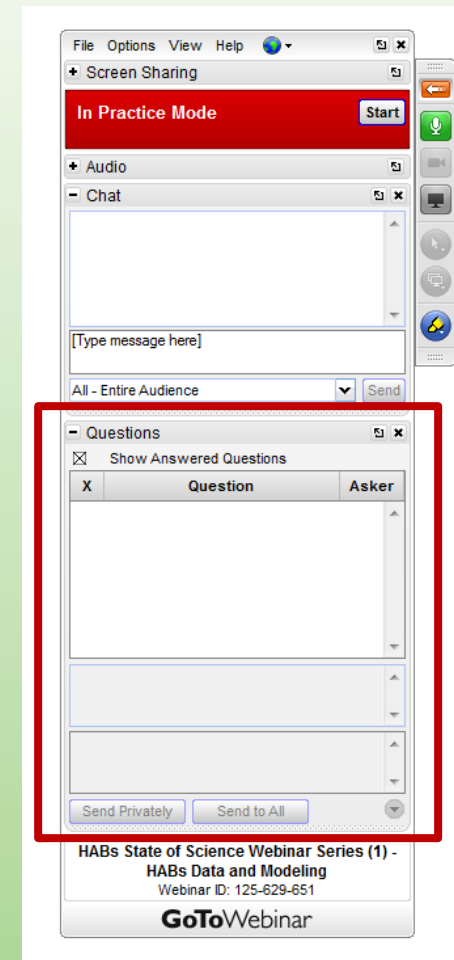 File Options View Help
Screen Sharing
In Practice Mode Start
Audio
Chat
[Type message here]
All - Entire Audience Send
Questions
Show Answered Questions
X Question Asker
Send Privately Send to All
HABs State of Science Webinar Series (1) -
HABs Data and Modeling
Webinar ID: 125-629-651
GoToWebinar